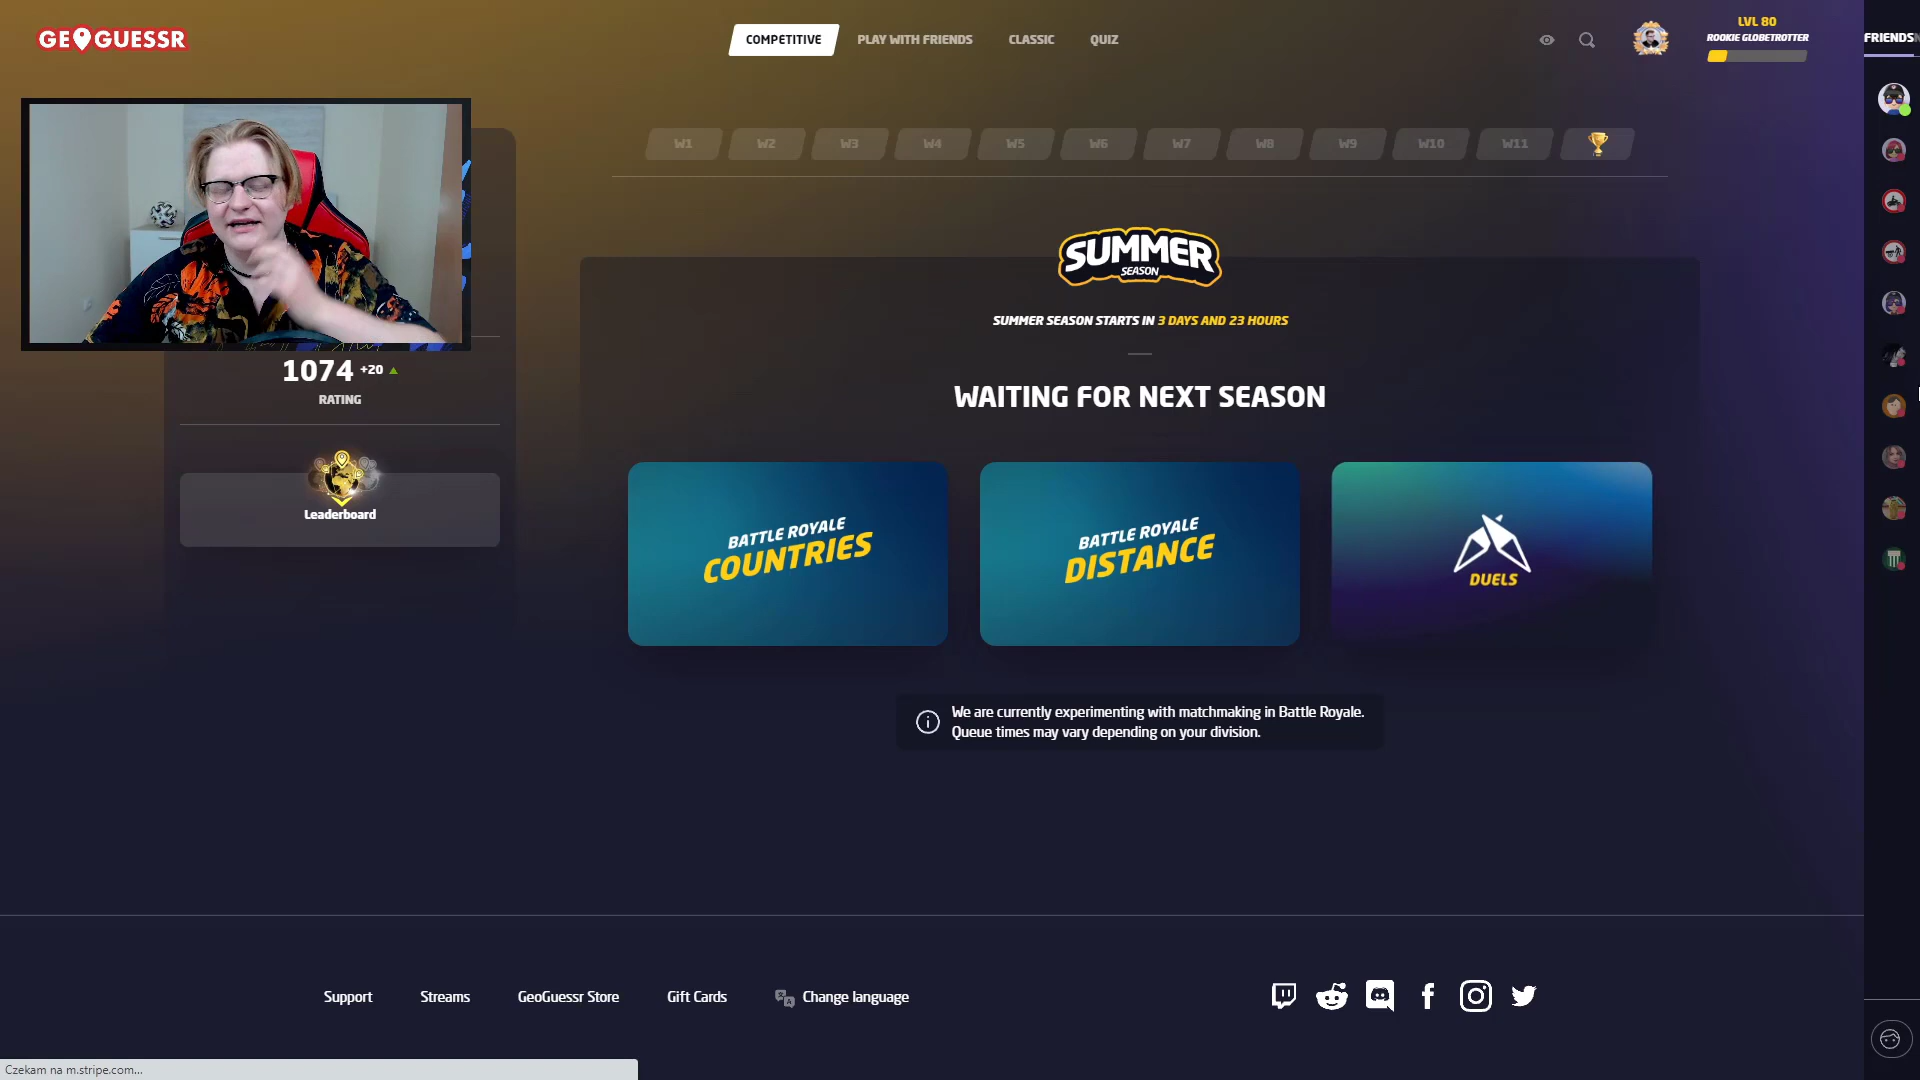 GEOGUESSR
COMPETITIVE
PLAY WITH FRIENDS
CLASSIC
QUIZ
LVL 80
ROOKIE GLOBETROTTER
FRIENDS
W1
W2
W3
W4
W5
W6
W7
W8
W9
W10
W11
SUMMER
SEASON
SUMMER SEASON STARTS IN 3 DAYS AND 23 HOURS
WAITING FOR NEXT SEASON
1074 +20
RATING
Leaderboard
BATTLE ROYALE
COUNTRIES
BATTLE ROYALE
DISTANCE
DUELS
We are currently experimenting with matchmaking in Battle Royale.
Queue times may vary depending on your division.
Support
Streams
GeoGuessr Store
Gift Cards
Change language
Czekam na m.stripe.com...